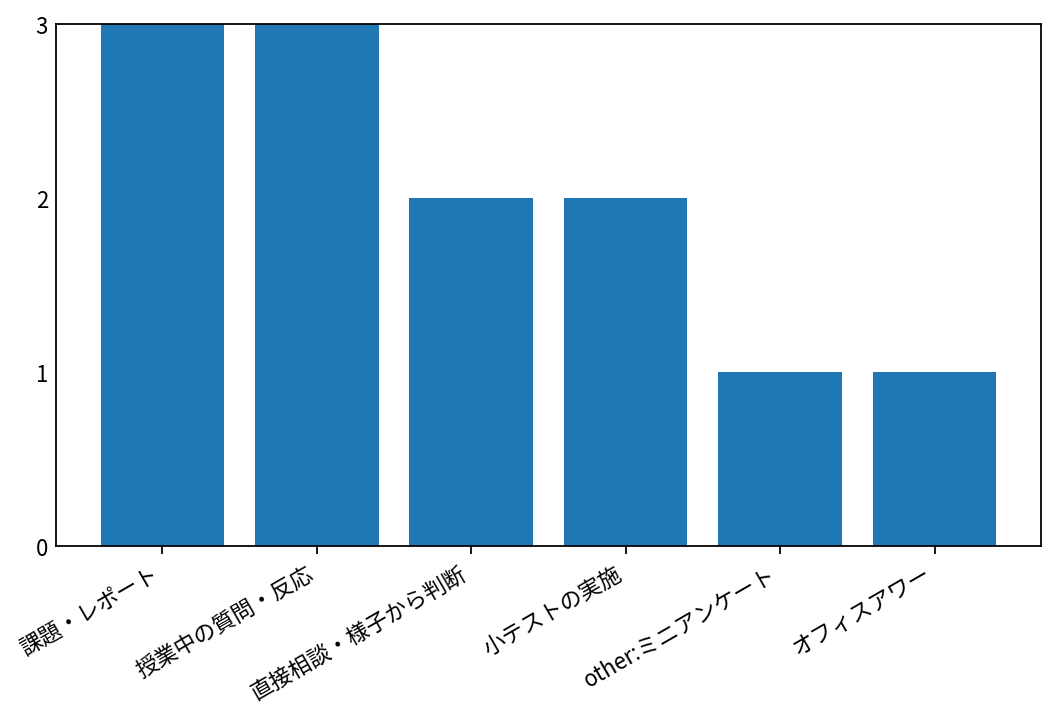 3
2
1
0
課題・レポート
授業中の質問・反応
直接相談・様子から判断
小テストの実施
other:ミニアンケート
オフィスアワー